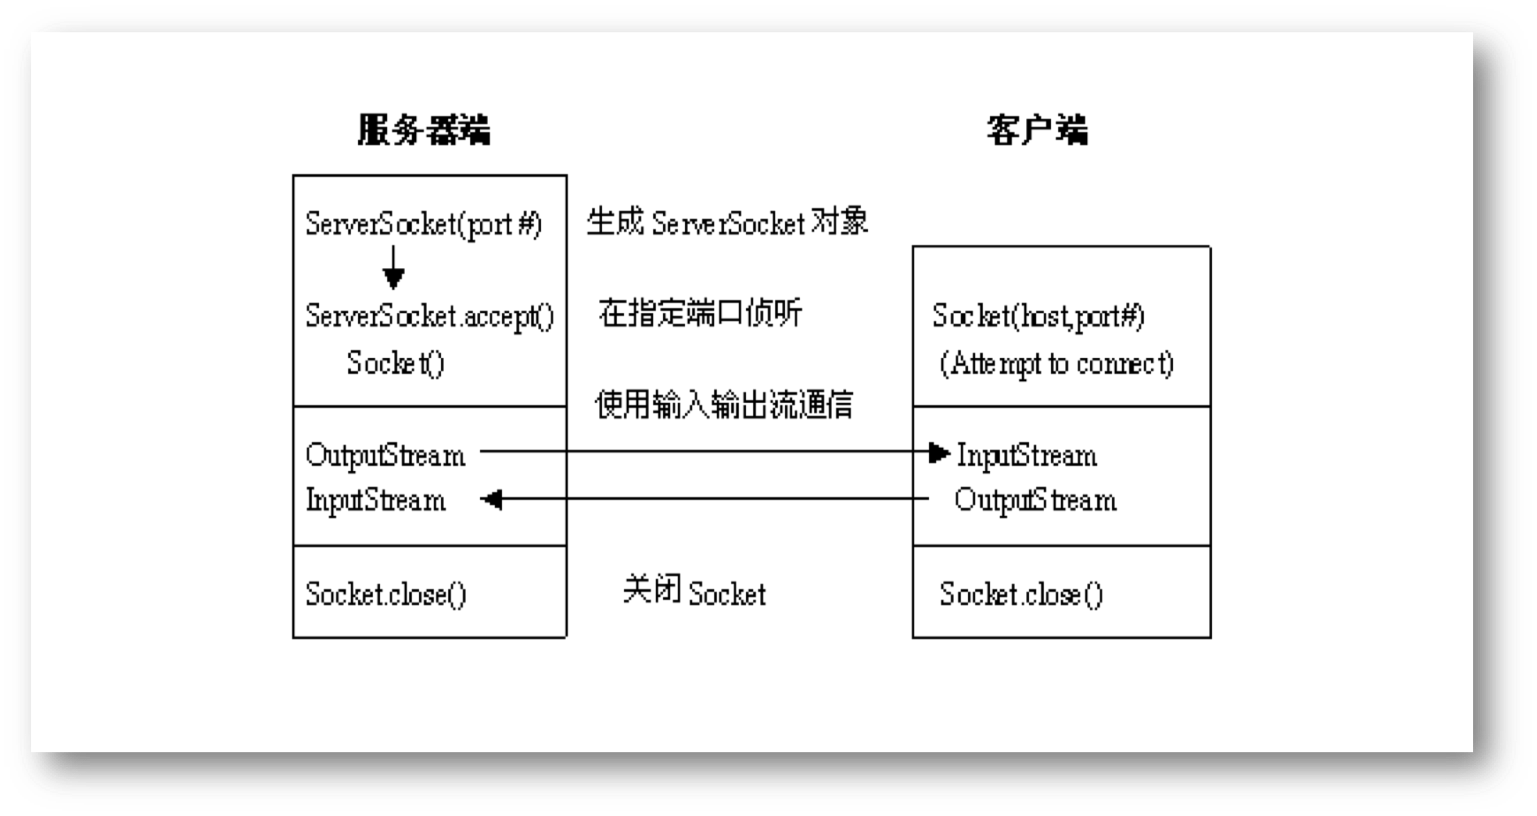 服务器端
客户端
ServerSocket(port #)
生成 ServerSocket 对象
ServerSocket.accept()
在指定端口侦听
Socket(host,port#)
Socket()
(Attempt to connect)
使用输入输出流通信
OutputStream
InputStream
InputStream
OutputStream
Socket.close()
关闭 Socket
Socket.close()